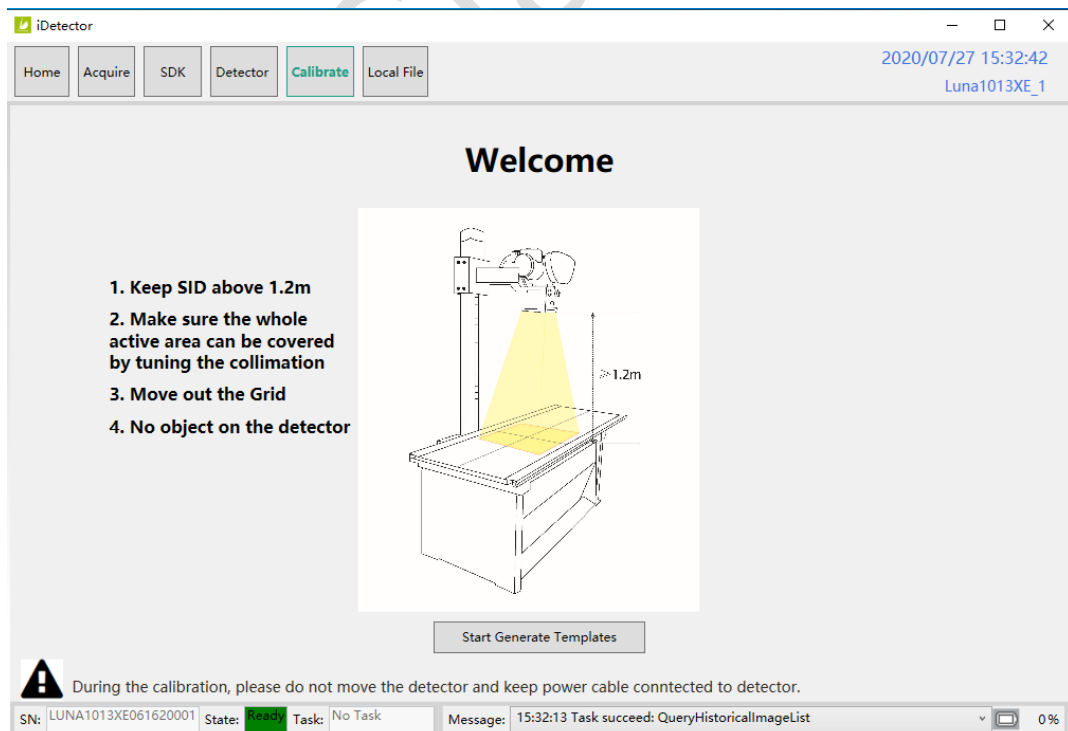 iDetector
Home Acquire SDK Detector Calibrate Local File
2020/07/27 15:32:42
Luna1013XE_1
Welcome
1. Keep SID above 1.2m
2. Make sure the whole
active area can be covered
by tuning the collimation
3. Move out the Grid
4. No object on the detector
≥1.2m
Start Generate Templates
During the calibration, please do not move the detector and keep power cable conntected to detector.
SN: LUNA1013XE061620001 State: Ready Task: No Task Message: 15:32:13 Task succeed: QueryHistoricalImageList 0%